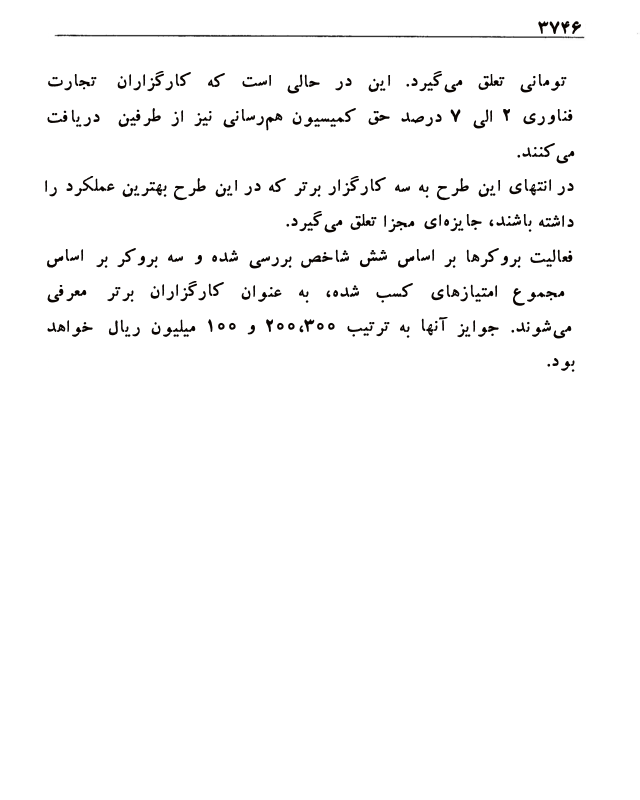 ۳۷۴۶
تومانی تعلق می‌گیرد. این در حالی است که کارگزاران تجارت
فناوری ۲ الی ۷ درصد حق کمیسیون هم‌رسانی نیز از طرفین دریافت
می‌کنند.
در انتهای این طرح به سه کارگزار برتر که در این طرح بهترین عملکرد را
داشته باشند، جایزه‌ای مجزا تعلق می‌گیرد.
فعالیت بروکرها بر اساس شش شاخص بررسی شده و سه بروکر بر اساس
مجموع امتیازهای کسب شده، به عنوان کارگزاران برتر معرفی
می‌شوند. جوایز آنها به ترتیب ۲۰۰،۳۰۰ و ۱۰۰ میلیون ریال خواهد
بود.